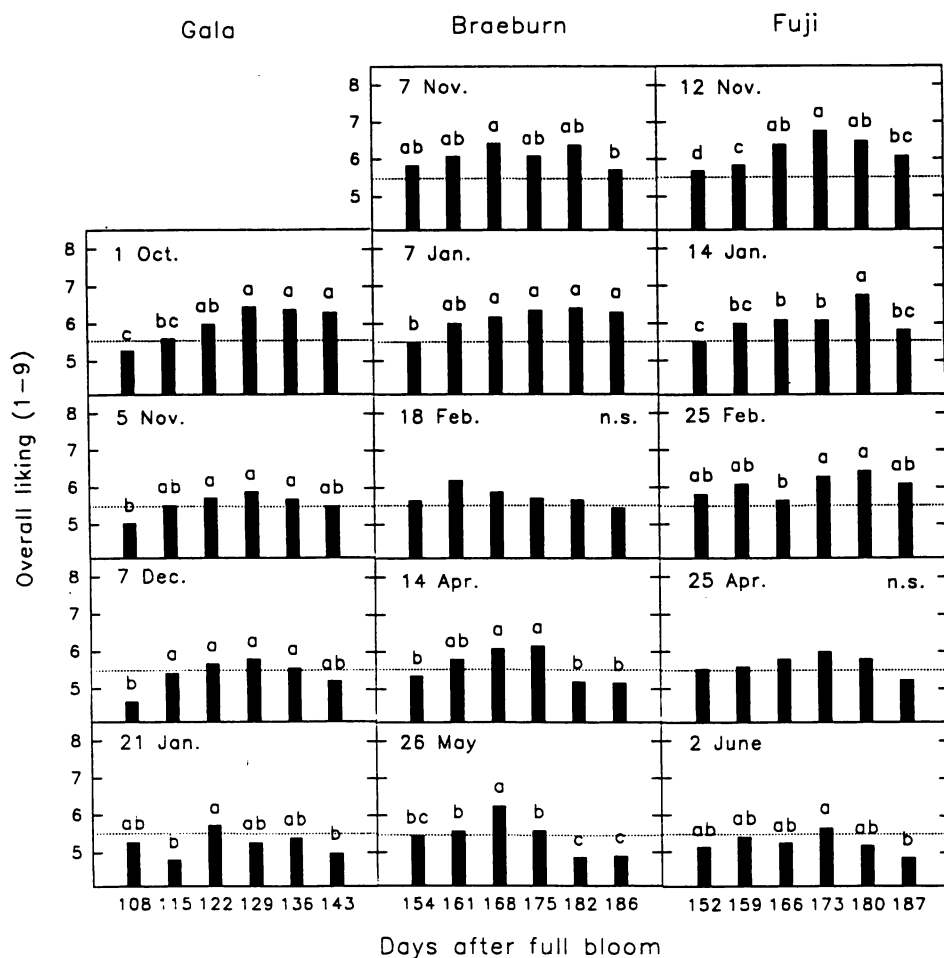 Gala Braeburn Fuji
7 Nov. 12 Nov.
8
7
6
5
ab ab a ab ab b
d c ab a ab bc
1 Oct. 7 Jan. 14 Jan.
8
7
6
5
c bc ab a a a
b ab a a a a
c bc b b a bc
5 Nov. 18 Feb. n.s. 25 Feb.
8
7
6
5
b ab a a a ab
ab ab b a a ab
7 Dec. 14 Apr. 25 Apr. n.s.
8
7
6
5
b a a a a ab
b ab a a b b
21 Jan. 26 May 2 June
8
7
6
5
ab b a ab ab b
bc b a b c c
ab ab ab a ab b
108 115 122 129 136 143 154 161 168 175 182 186 152 159 166 173 180 187
Overall liking (1-9)
Days after full bloom